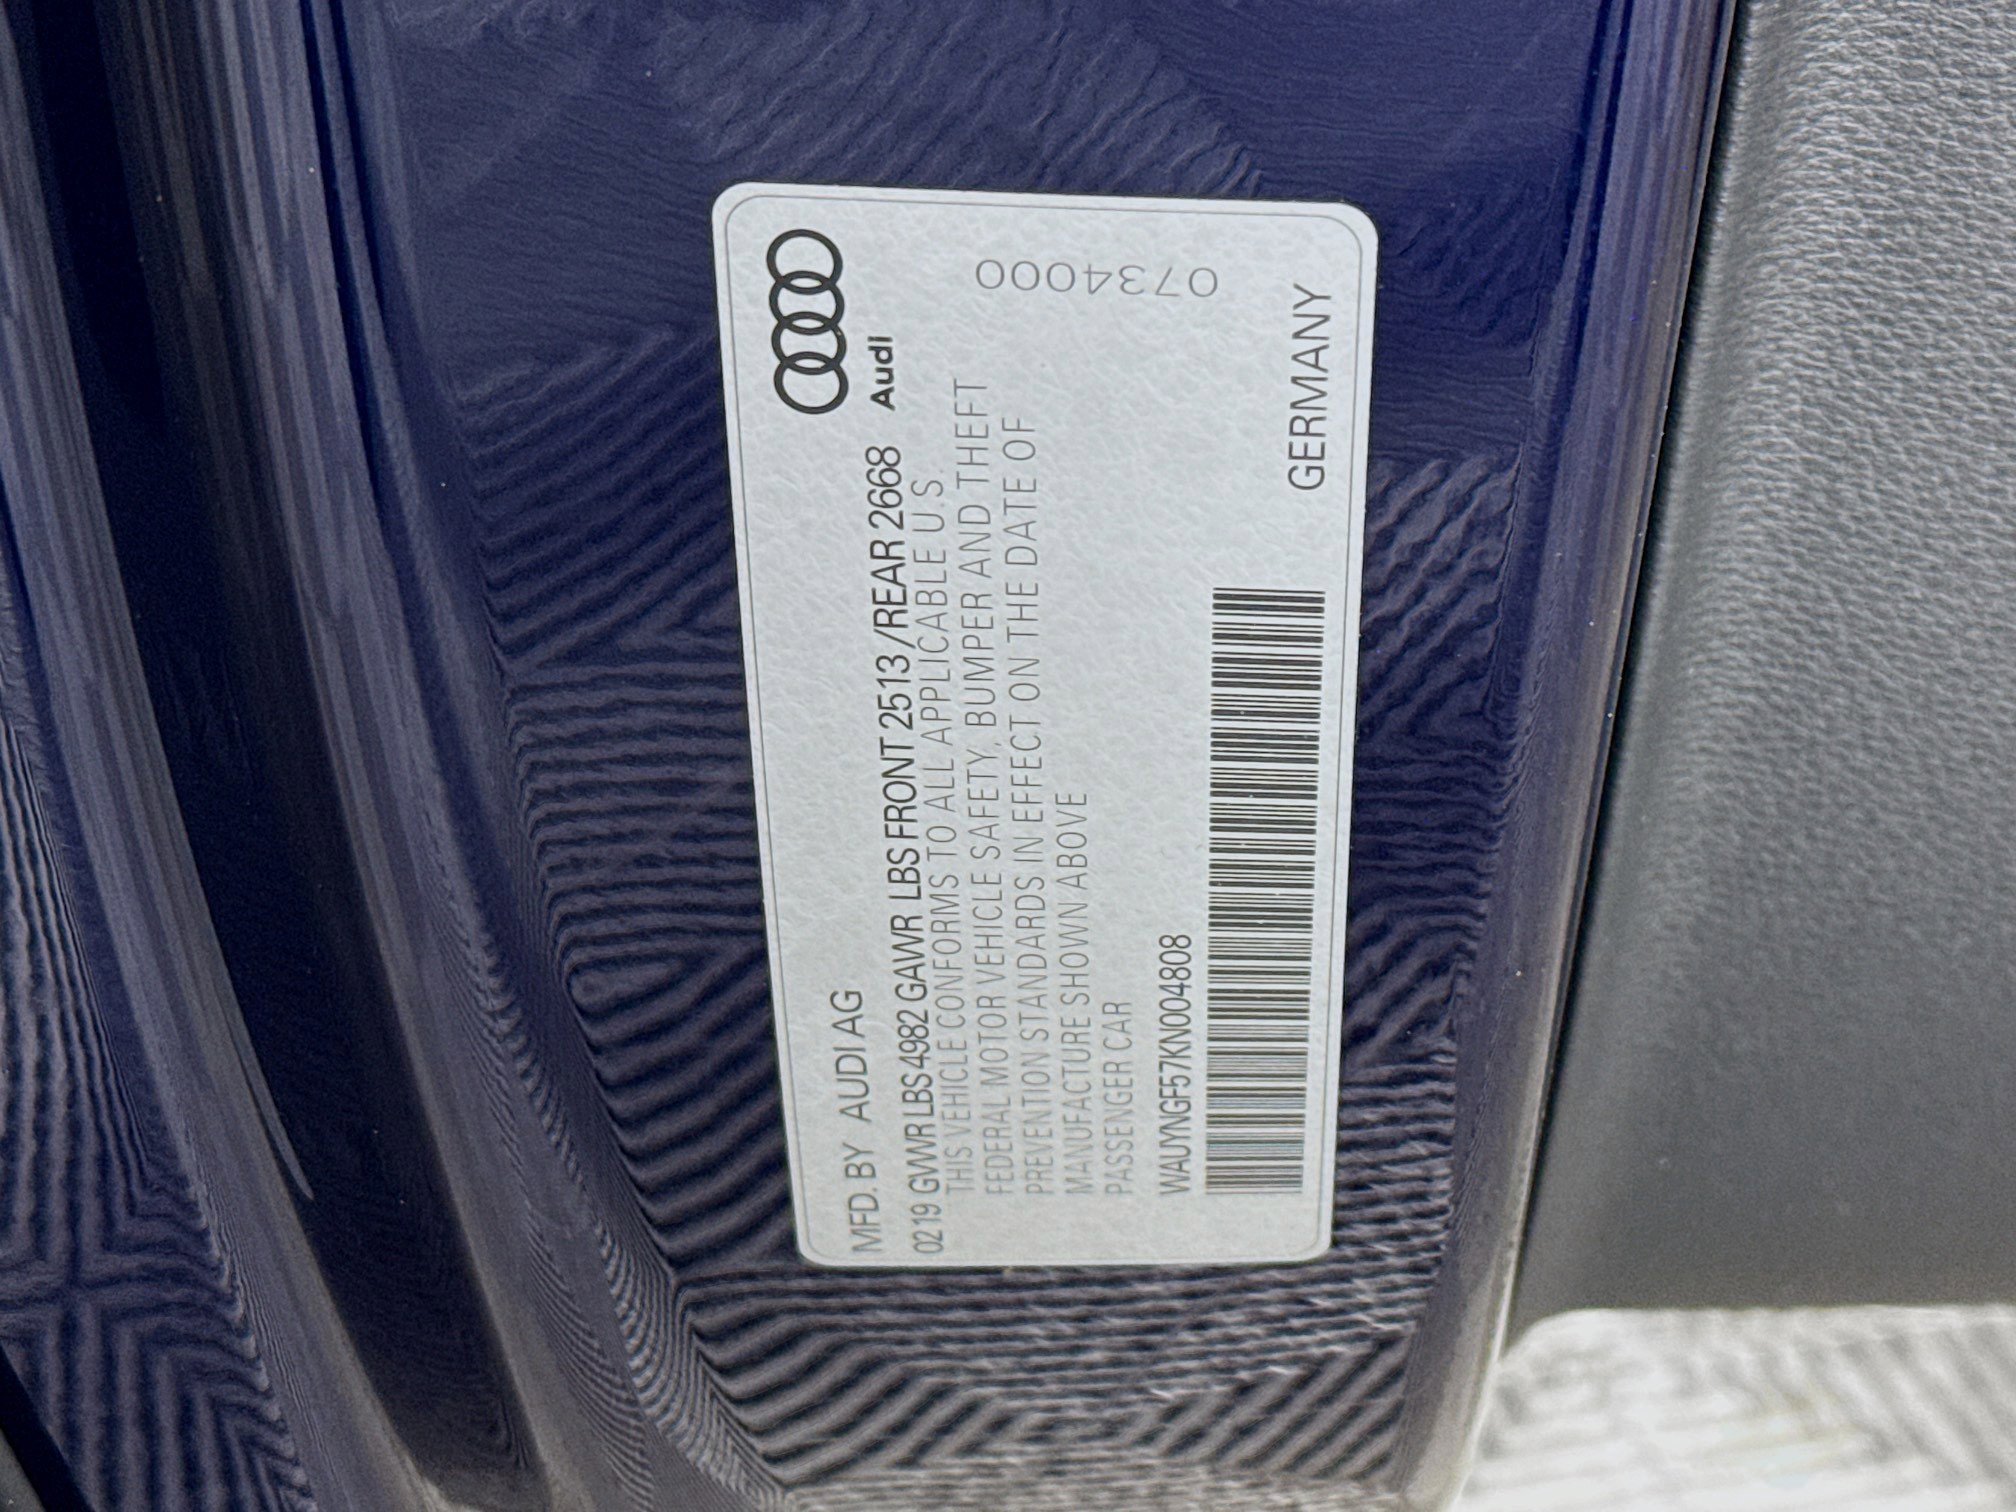 MFD. BY AUDI AG
Audi
02 19 GVWR LBS 4982 GAWR LBS FRONT 2513 /REAR 2668
THIS VEHICLE CONFORMS TO ALL APPLICABLE U.S.
FEDERAL MOTOR VEHICLE SAFETY, BUMPER AND THEFT
PREVENTION STANDARDS IN EFFECT ON THE DATE OF
MANUFACTURE SHOWN ABOVE
PASSENGER CAR
0734000
WAUYNGF57KN004808
GERMANY